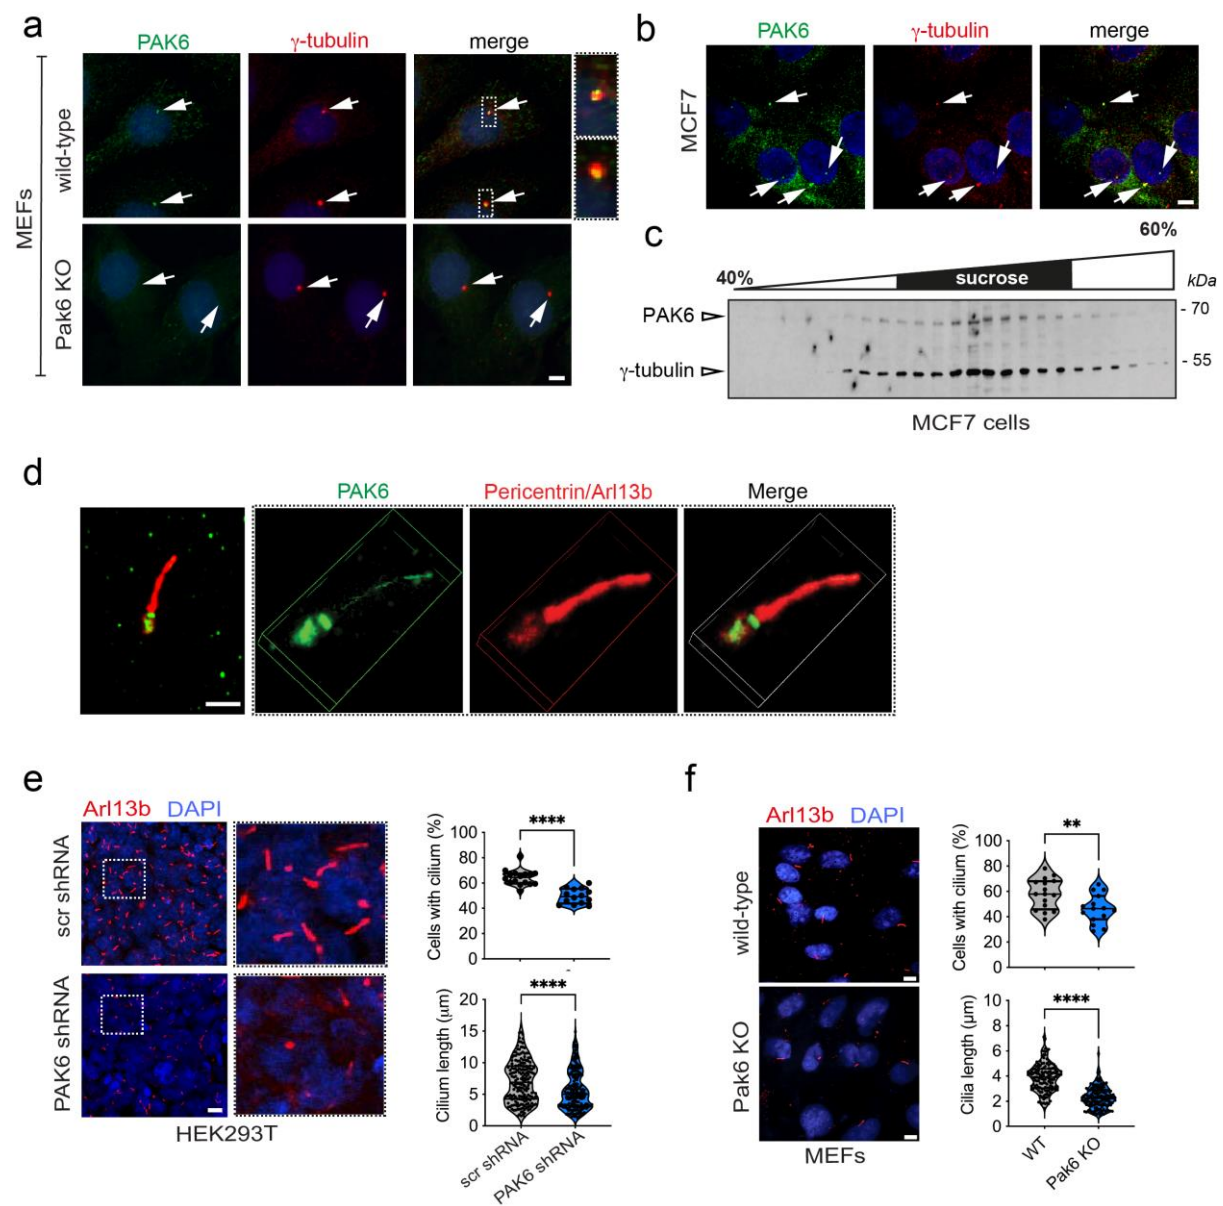 a
PAK6 γ-tubulin merge
MEFs
wild-type
Pak6 KO
b
PAK6 γ-tubulin merge
MCF7
c
40% sucrose 60%
kDa
PAK6 - 70
γ-tubulin - 55
MCF7 cells
d
PAK6 Pericentrin/Arl13b Merge
e
Arl13b DAPI
scr shRNA
PAK6 shRNA
HEK293T
Cells with cilium (%)
100
80
60
40
20
0
****
Cilium length (μm)
20
15
10
5
0
****
scr shRNA
PAK6 shRNA
f
Arl13b DAPI
wild-type
Pak6 KO
MEFs
Cells with cilium (%)
100
80
60
40
20
0
**
Cilia length (μm)
10
8
6
4
2
0
****
WT
Pak6 KO